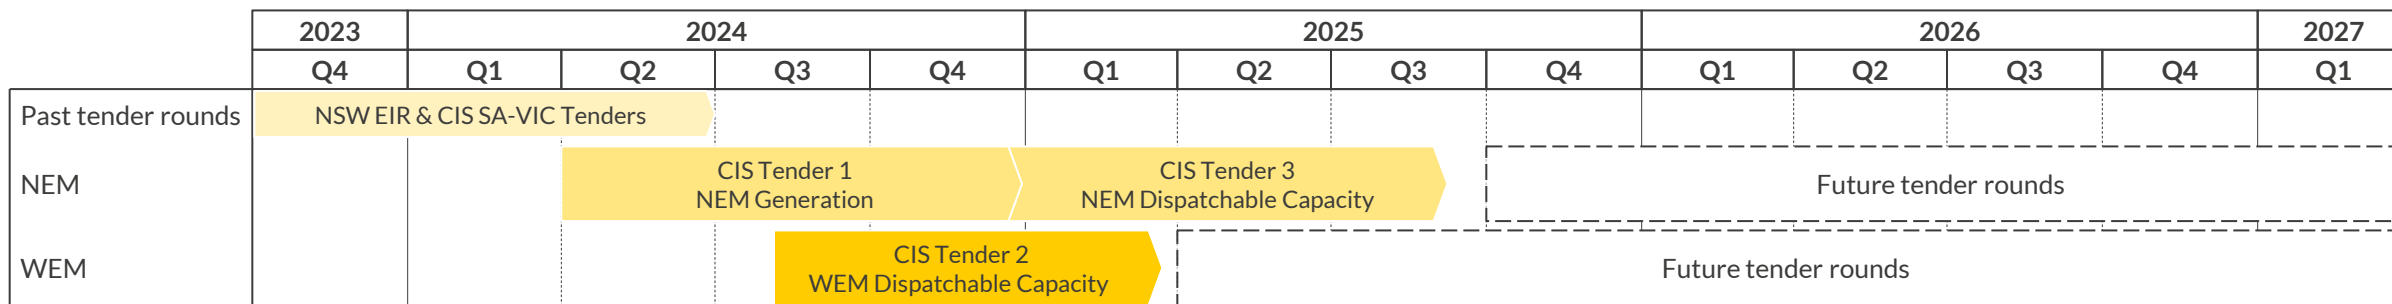 2023 2024 2025 2026 2027
Q4 Q1 Q2 Q3 Q4 Q1 Q2 Q3 Q4 Q1 Q2 Q3 Q4 Q1
Past tender rounds
NSW EIR & CIS SA-VIC Tenders
NEM
CIS Tender 1
NEM Generation
CIS Tender 3
NEM Dispatchable Capacity
Future tender rounds
WEM
CIS Tender 2
WEM Dispatchable Capacity
Future tender rounds